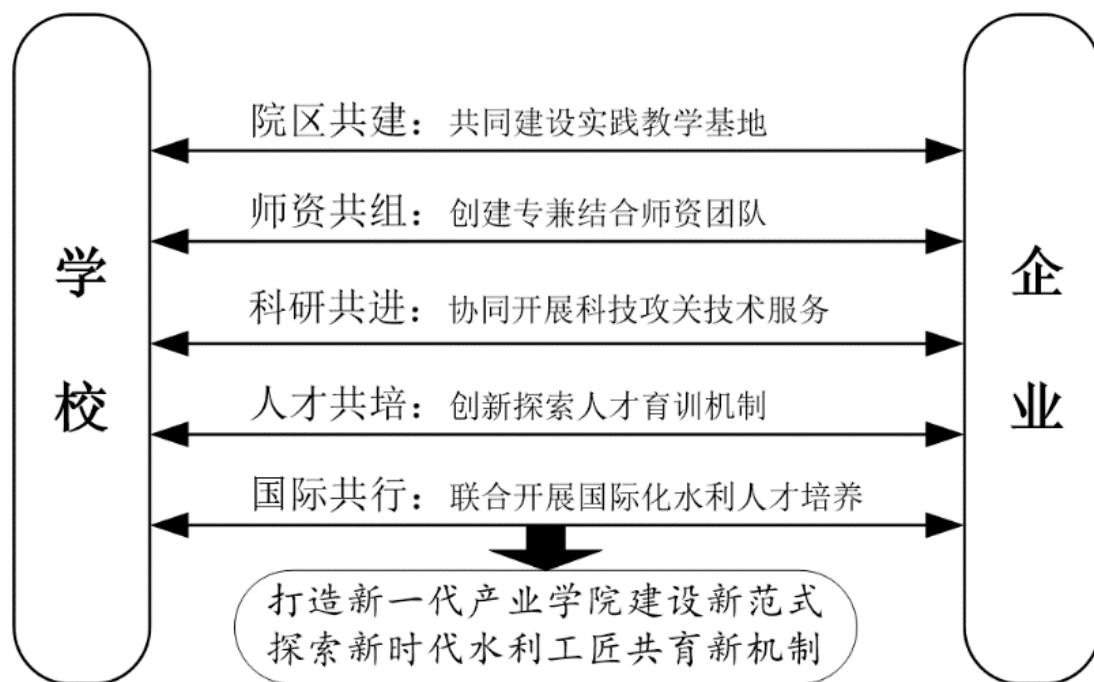 学校
院区共建：共同建设实践教学基地
师资共组：创建专兼结合师资团队
科研共进：协同开展科技攻关技术服务
人才共培：创新探索人才育训机制
国际共行：联合开展国际化水利人才培养
企业
打造新一代产业学院建设新范式
探索新时代水利工匠共育新机制